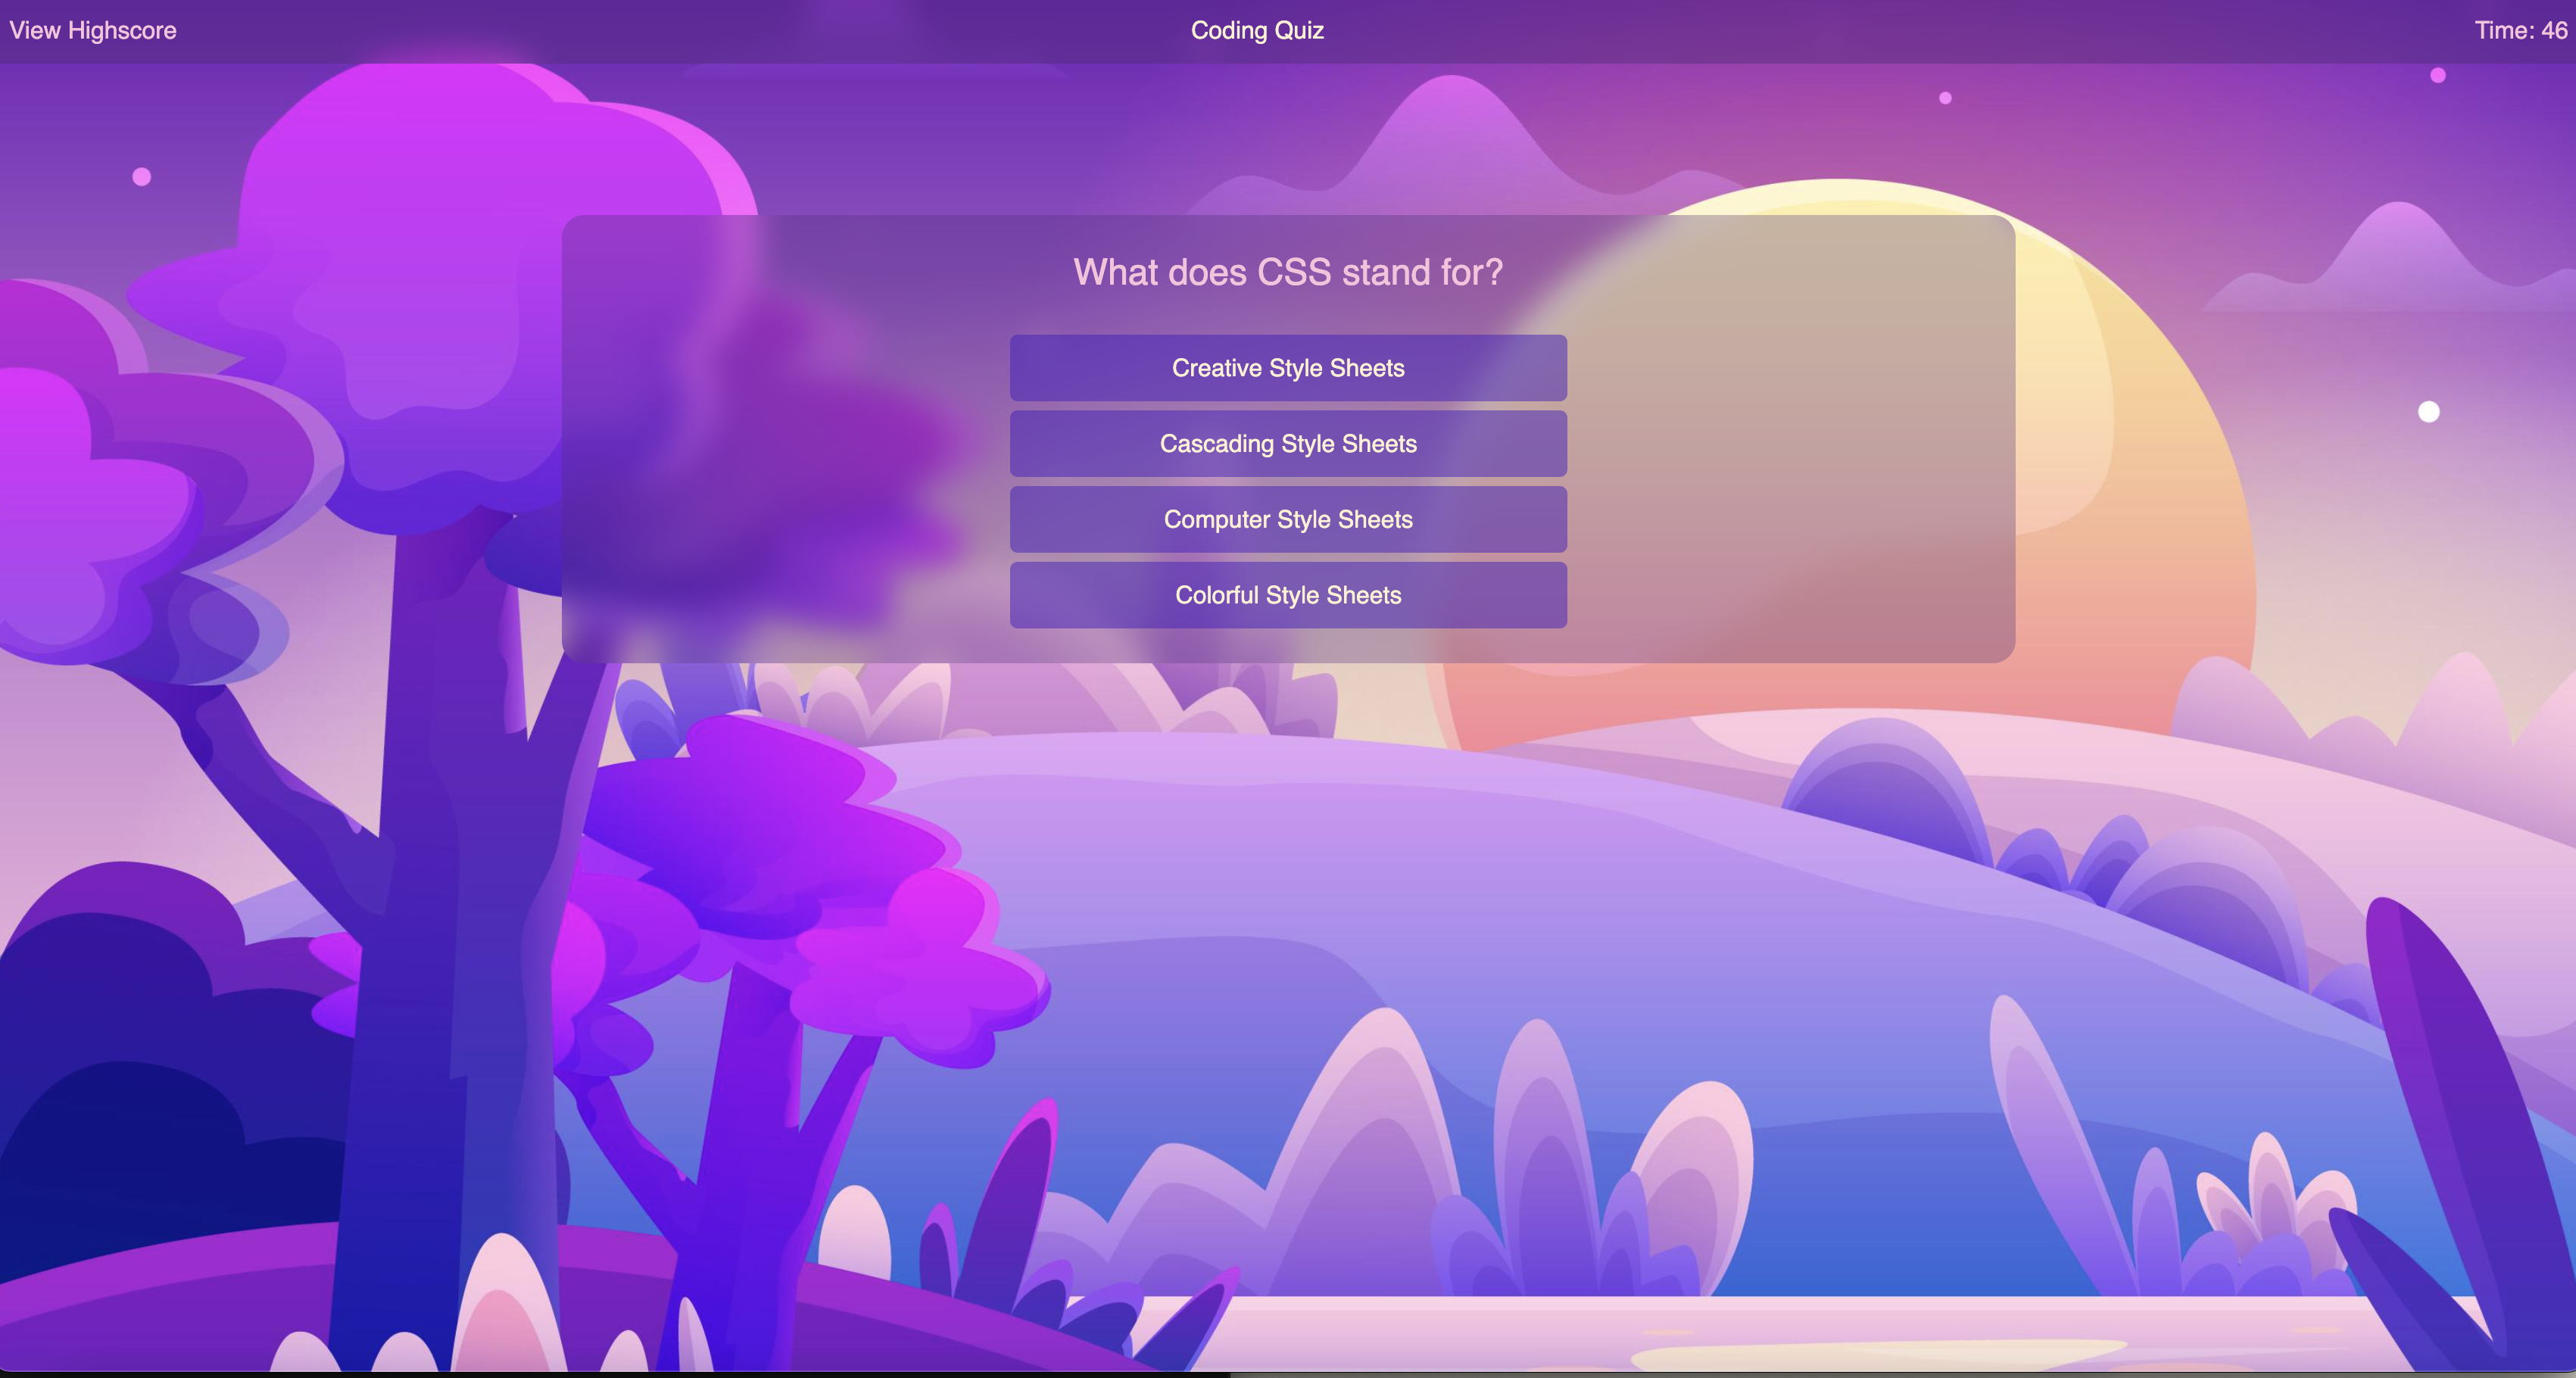 View Highscore
Coding Quiz
Time: 46
What does CSS stand for?
Creative Style Sheets
Cascading Style Sheets
Computer Style Sheets
Colorful Style Sheets